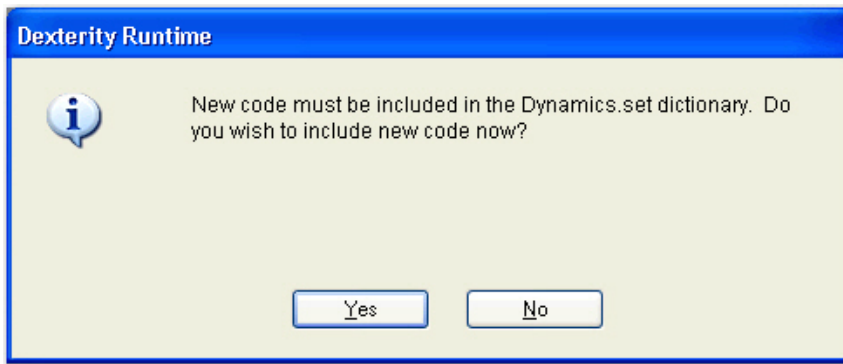 Dexterity Runtime
New code must be included in the Dynamics.set dictionary.  Do
you wish to include new code now?
Yes
No